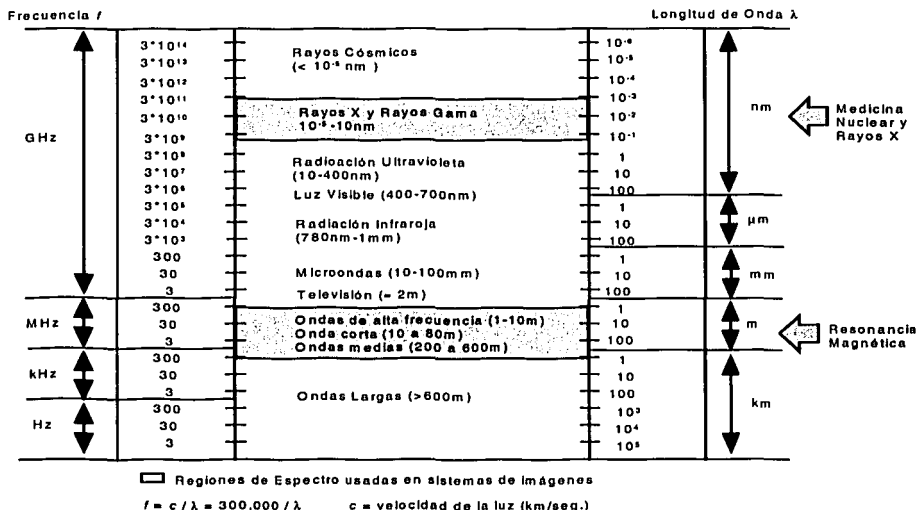 Frecuencia f
Longitud de Onda λ
3*10¹⁴
3*10¹³
3*10¹²
3*10¹¹
3*10¹⁰
3*10⁹
3*10⁸
3*10⁷
3*10⁶
3*10⁵
3*10⁴
3*10³
300
30
3
300
30
3
300
30
3
300
30
3
GHz
MHz
kHz
Hz
Rayos Cósmicos
(< 10⁻⁵ nm )
Rayos X y Rayos Gama
10⁻⁵-10nm
Radioación Ultravioleta
(10-400nm)
Luz Visible (400-700nm)
Radiación Infraroja
(780nm-1mm)
Microondas (10-100mm)
Televisión (≈ 2m)
Ondas de alta frecuencia (1-10m)
Onda corta (10 a 80m)
Ondas medias (200 a 600m)
Ondas Largas (>600m)
10⁻⁶
10⁻⁵
10⁻⁴
10⁻³
10⁻²
10⁻¹
1
10
100
1
10
100
1
10
100
1
10
100
1
10
100
10³
10⁴
10⁵
nm
µm
mm
m
km
Medicina
Nuclear y
Rayos X
Resonancia
Magnética
Regiones de Espectro usadas en sistemas de imágenes
f = c / λ = 300.000 / λ c = velocidad de la luz (km/seg.)